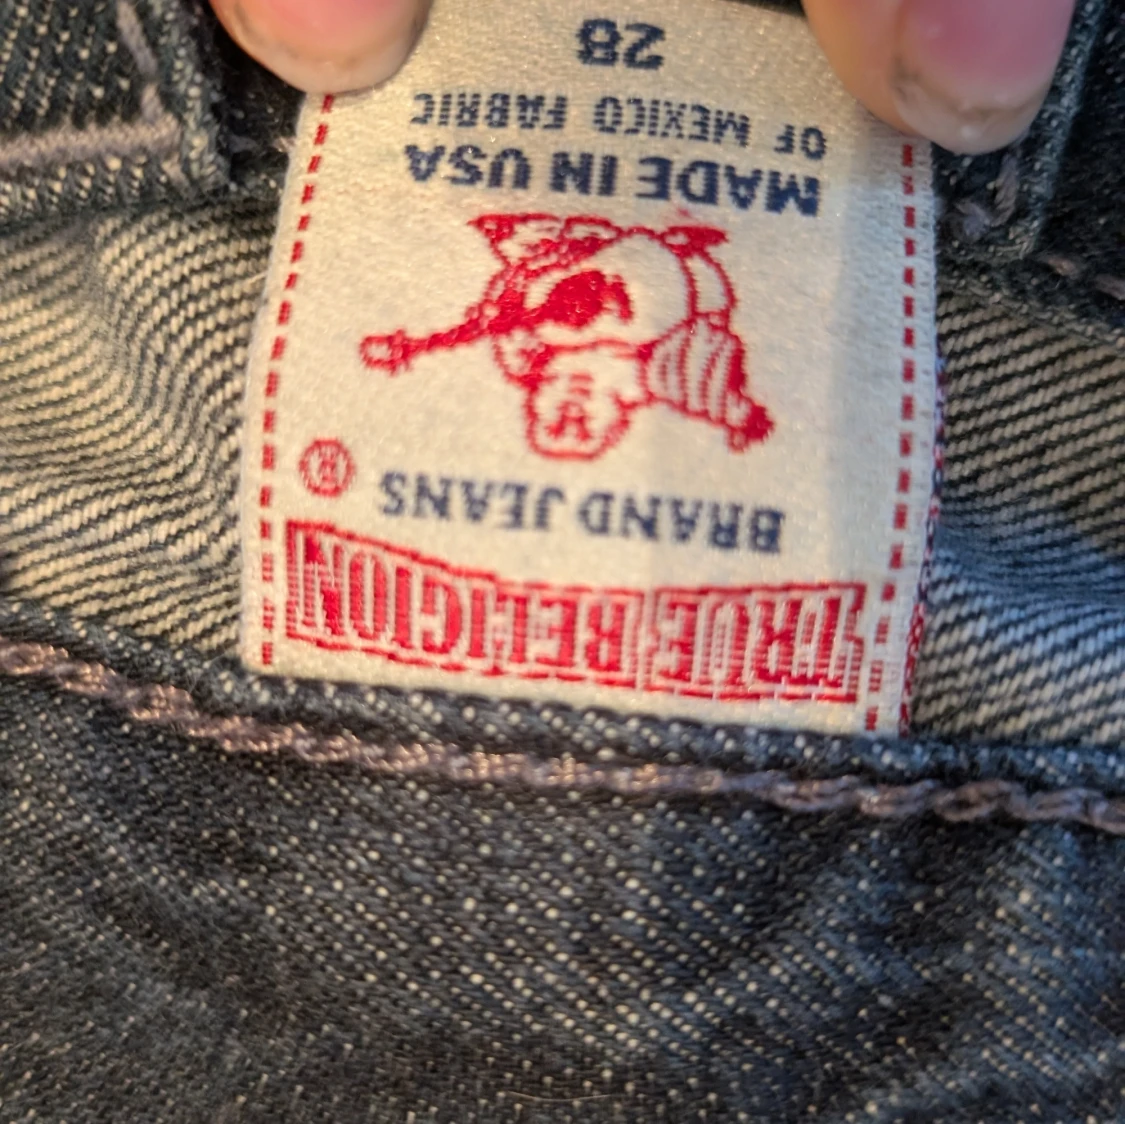 TRUE RELIGION
BRAND JEANS ®
MADE IN USA
OF MEXICO FABRIC
28